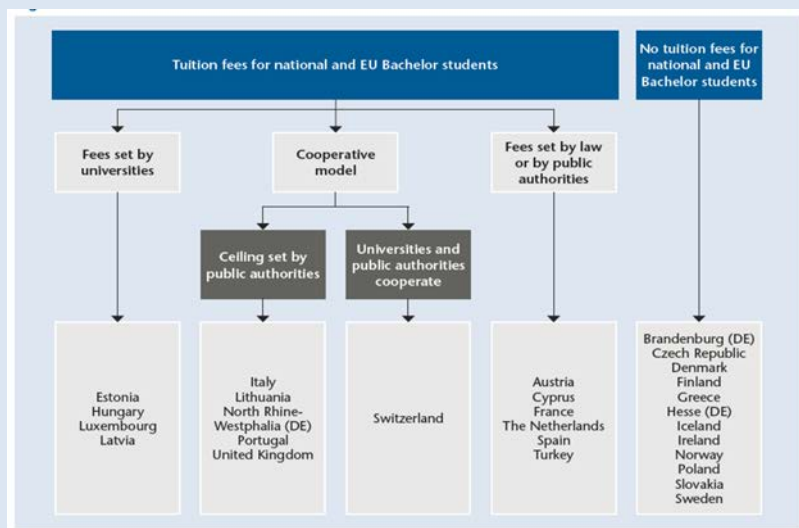 Tuition fees for national and EU Bachelor students
No tuition fees for
national and EU
Bachelor students
Fees set by
universities
Cooperative
model
Fees set by law
or by public
authorities
Ceiling set by
public authorities
Universities and
public authorities
cooperate
Estonia
Hungary
Luxembourg
Latvia
Italy
Lithuania
North Rhine-
Westphalia (DE)
Portugal
United Kingdom
Switzerland
Austria
Cyprus
France
The Netherlands
Spain
Turkey
Brandenburg (DE)
Czech Republic
Denmark
Finland
Greece
Hesse (DE)
Iceland
Ireland
Norway
Poland
Slovakia
Sweden